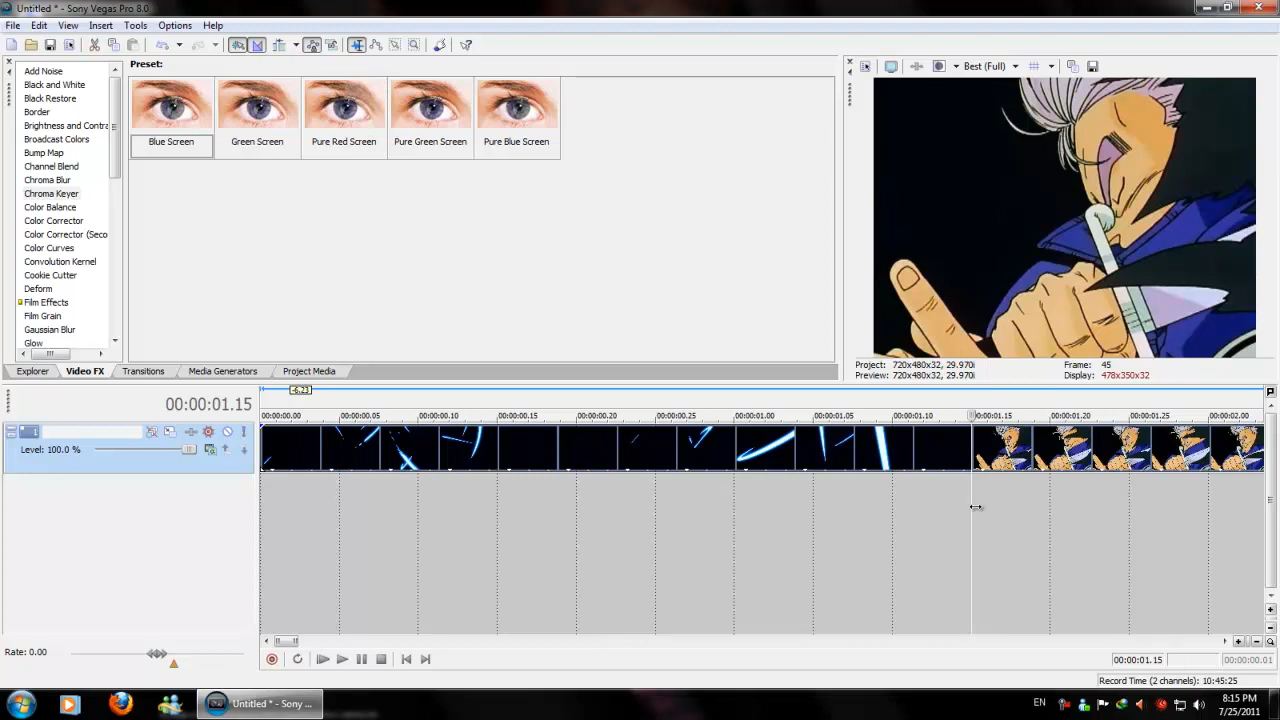 Untitled * - Sony Vegas Pro 8.0
File Edit View Insert Tools Options Help
Add Noise
Black and White
Black Restore
Border
Brightness and Contra
Broadcast Colors
Bump Map
Channel Blend
Chroma Blur
Chroma Keyer
Color Balance
Color Corrector
Color Corrector (Seco
Color Curves
Convolution Kernel
Cookie Cutter
Deform
Film Effects
Film Grain
Gaussian Blur
Glow
Preset:
Blue Screen Green Screen Pure Red Screen Pure Green Screen Pure Blue Screen
Best (Full)
Project: 720x480x32, 29.970i Frame: 45
Preview: 720x480x32, 29.970i Display: 478x350x32
Explorer Video FX Transitions Media Generators Project Media
-6.23
00:00:01.15
00:00:00.00 00:00:00.05 00:00:00.10 00:00:00.15 00:00:00.20 00:00:00.25 00:00:01.00 00:00:01.05 00:00:01.10 00:00:01.15 00:00:01.20 00:00:01.25 00:00:02.00
1
Level: 100.0 %
Rate: 0.00
00:00:01.15 00:00:00.01
Record Time (2 channels): 10:45:25
Untitled * - Sony ...
EN
8:15 PM
7/25/2011